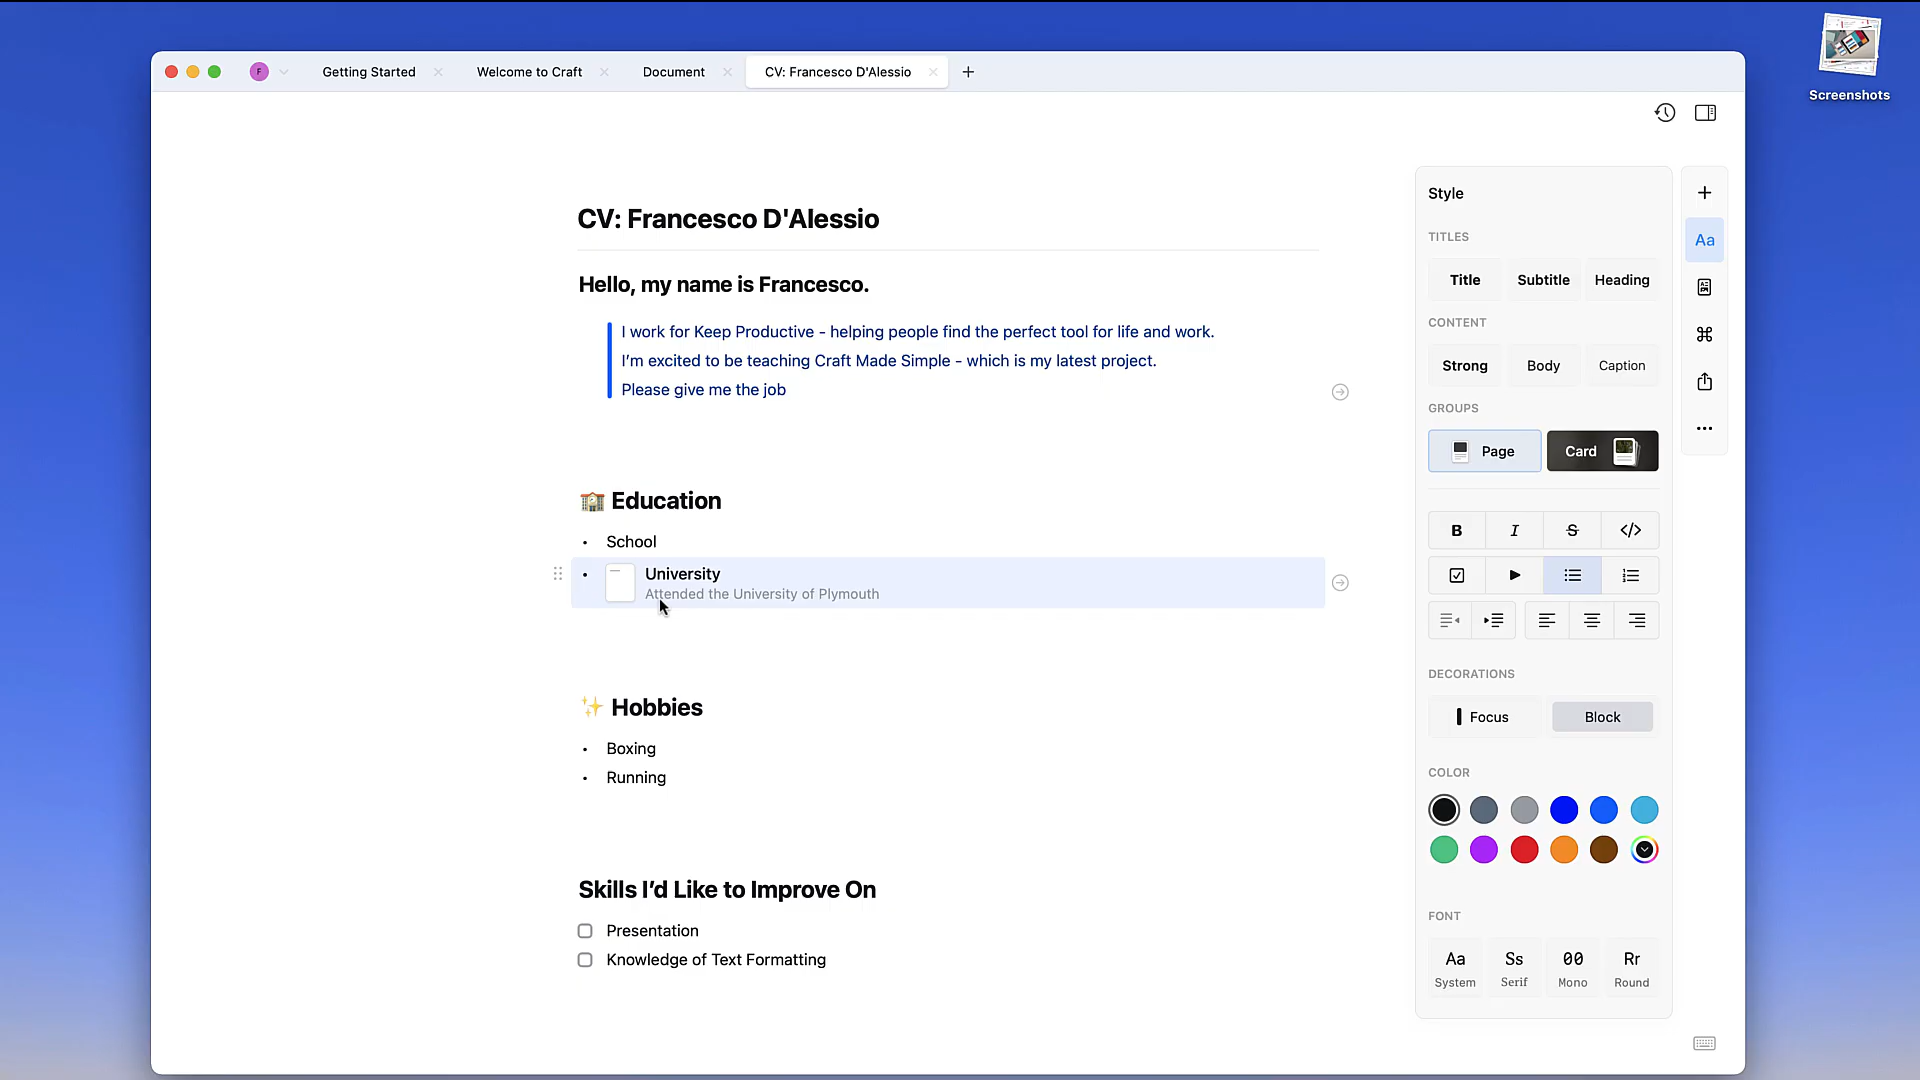 F
Getting Started
Welcome to Craft
Document
CV: Francesco D'Alessio
Screenshots
CV: Francesco D'Alessio
Hello, my name is Francesco.
I work for Keep Productive - helping people find the perfect tool for life and work.
I'm excited to be teaching Craft Made Simple - which is my latest project.
Please give me the job
🏫 Education
• School
• University
Attended the University of Plymouth
✨ Hobbies
• Boxing
• Running
Skills I'd Like to Improve On
Presentation
Knowledge of Text Formatting
Style
TITLES
Title Subtitle Heading
CONTENT
Strong Body Caption
GROUPS
Page Card
B I S </>
DECORATIONS
Focus Block
COLOR
FONT
Aa Ss 00 Rr
System Serif Mono Round
Aa